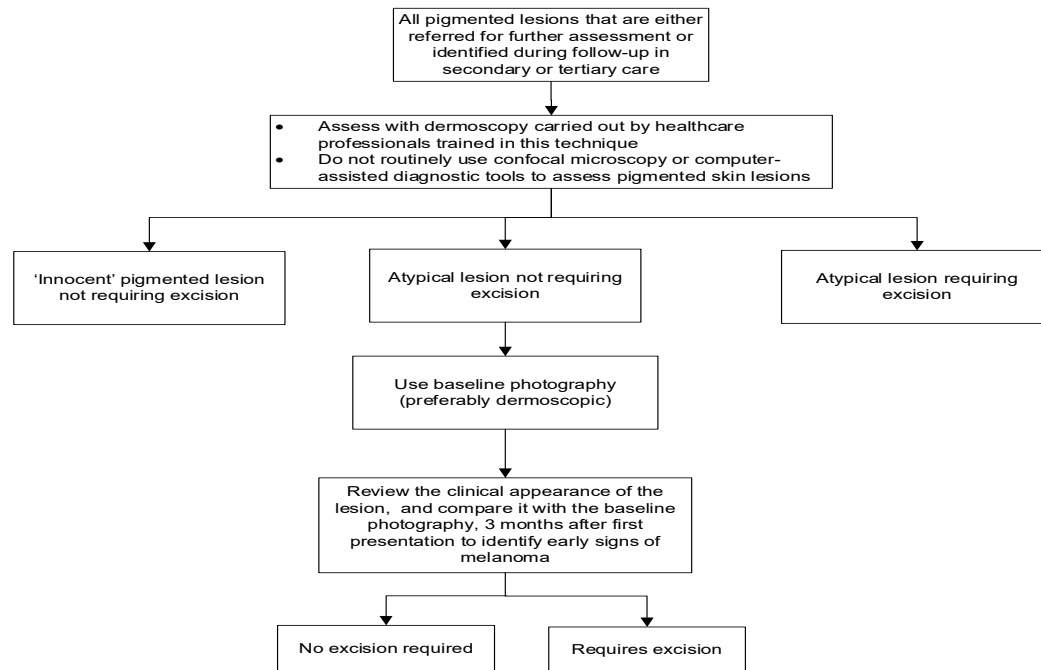 All pigmented lesions that are either
referred for further assessment or
identified during follow-up in
secondary or tertiary care
• Assess with dermoscopy carried out by healthcare
professionals trained in this technique
• Do not routinely use confocal microscopy or computer-
assisted diagnostic tools to assess pigmented skin lesions
‘Innocent’ pigmented lesion
not requiring excision
Atypical lesion not requiring
excision
Atypical lesion requiring
excision
Use baseline photography
(preferably dermoscopic)
Review the clinical appearance of the
lesion, and compare it with the baseline
photography, 3 months after first
presentation to identify early signs of
melanoma
No excision required
Requires excision